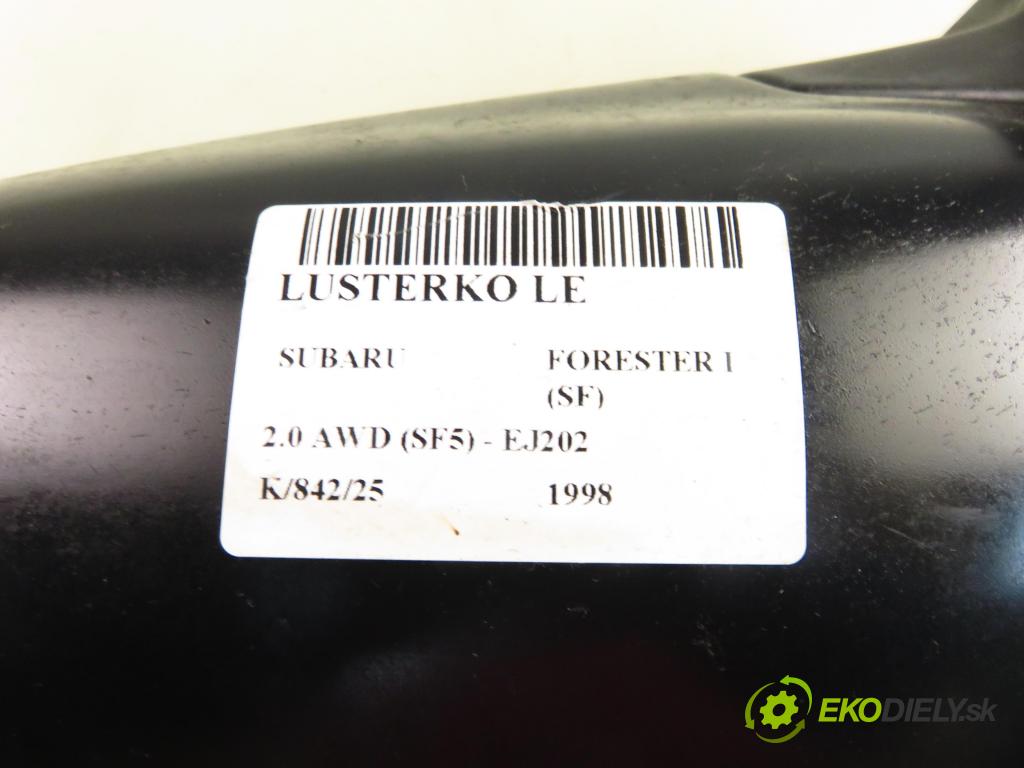 LUSTERKO LE
SUBARU FORESTER I
(SF)
2.0 AWD (SF5) - EJ202
K/842/25 1998
EKODIELY.sk